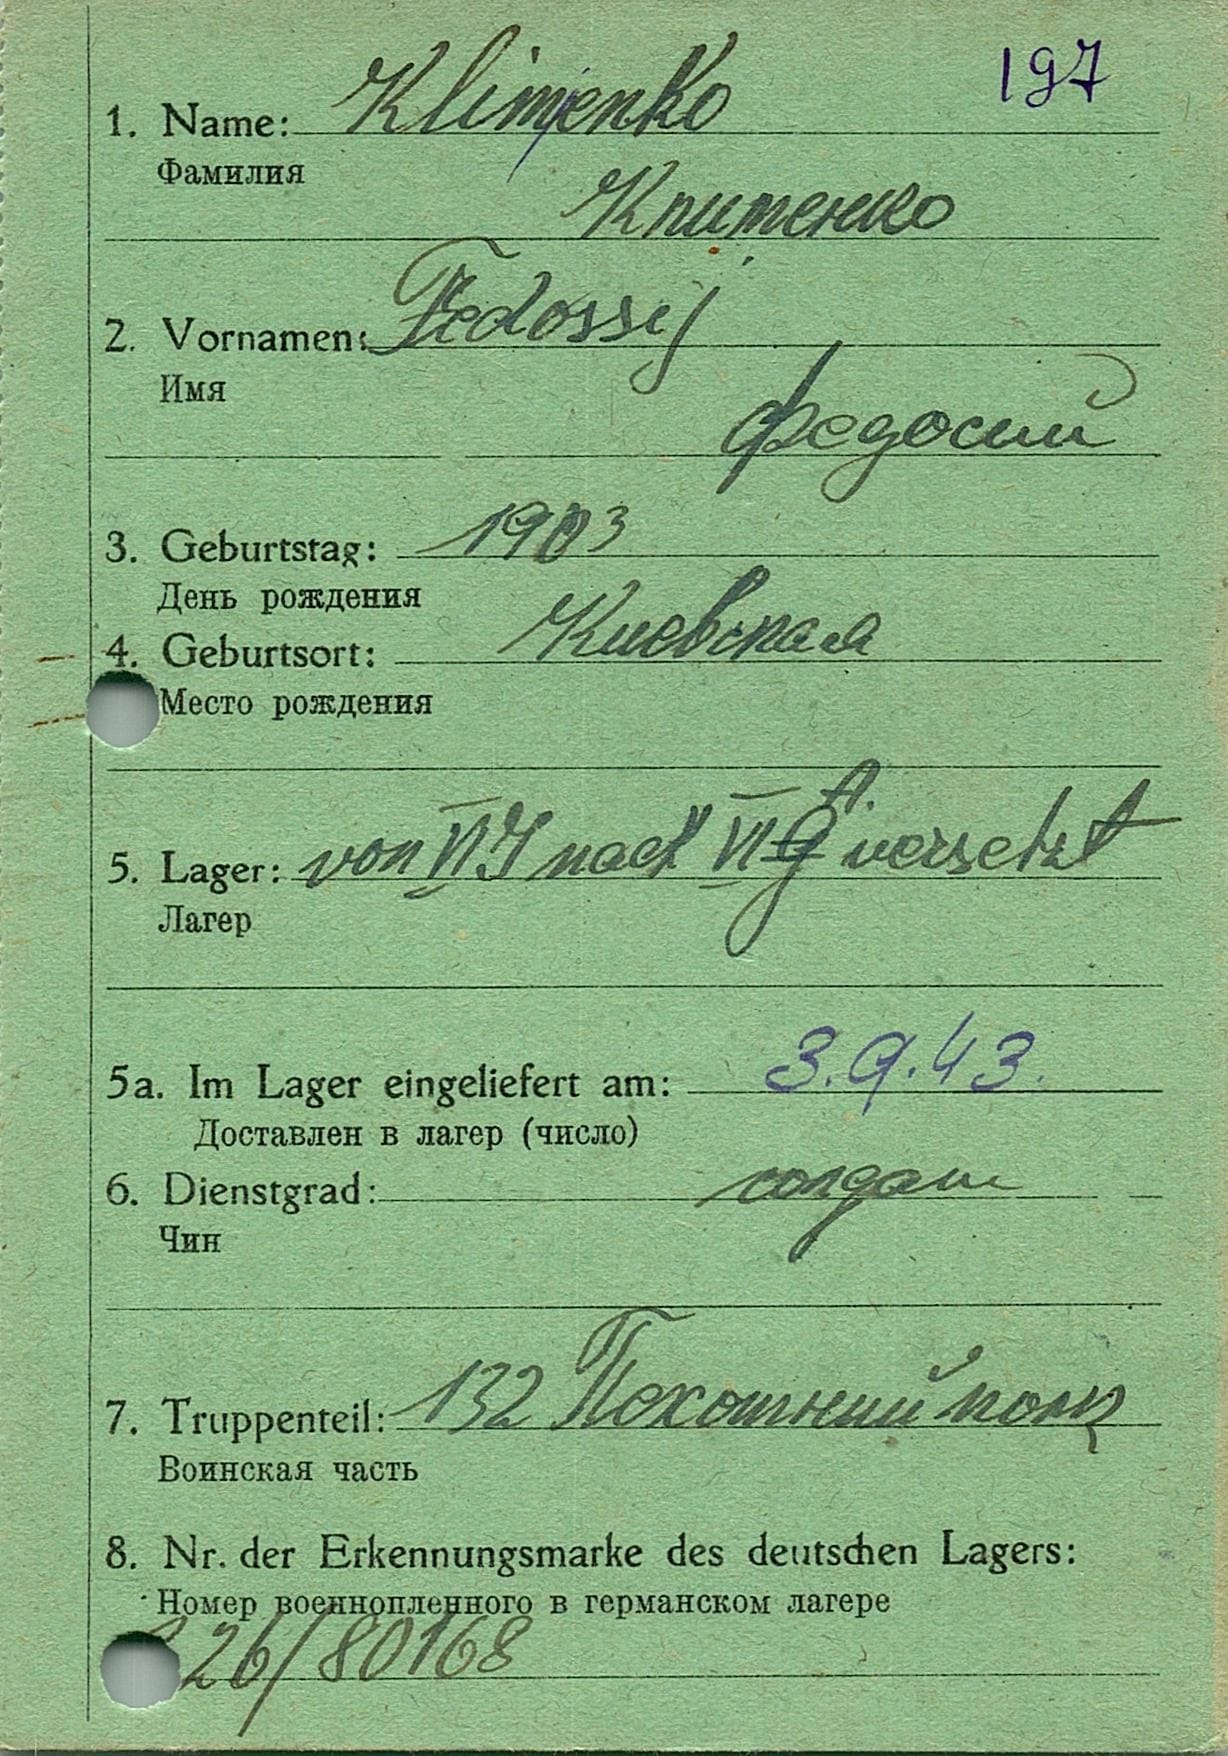 197
1. Name: Klimenko
Фамилия
Клименко
2. Vornamen: Fedossij
Имя
Федосий
3. Geburtstag: 1903
День рождения
4. Geburtsort: Киевская
Место рождения
5. Lager: von VI J nach VI A. versetzt
Лагер
5a. Im Lager eingeliefert am: 3.9.43.
Доставлен в лагер (число)
6. Dienstgrad: солдат
Чин
7. Truppenteil: 132 Пехотний полк
Воинская часть
8. Nr. der Erkennungsmarke des deutschen Lagers:
Номер военнопленного в германском лагере
26/80168